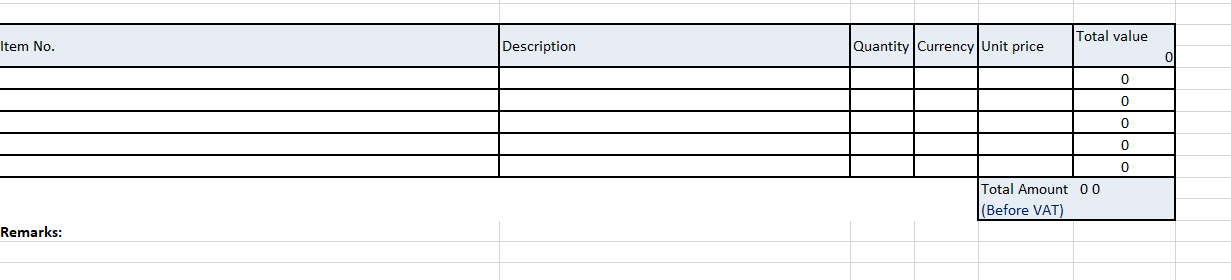 Item No. Description Quantity Currency Unit price Total value
0
0
0
0
0
0
Total Amount 0 0
(Before VAT)
Remarks: